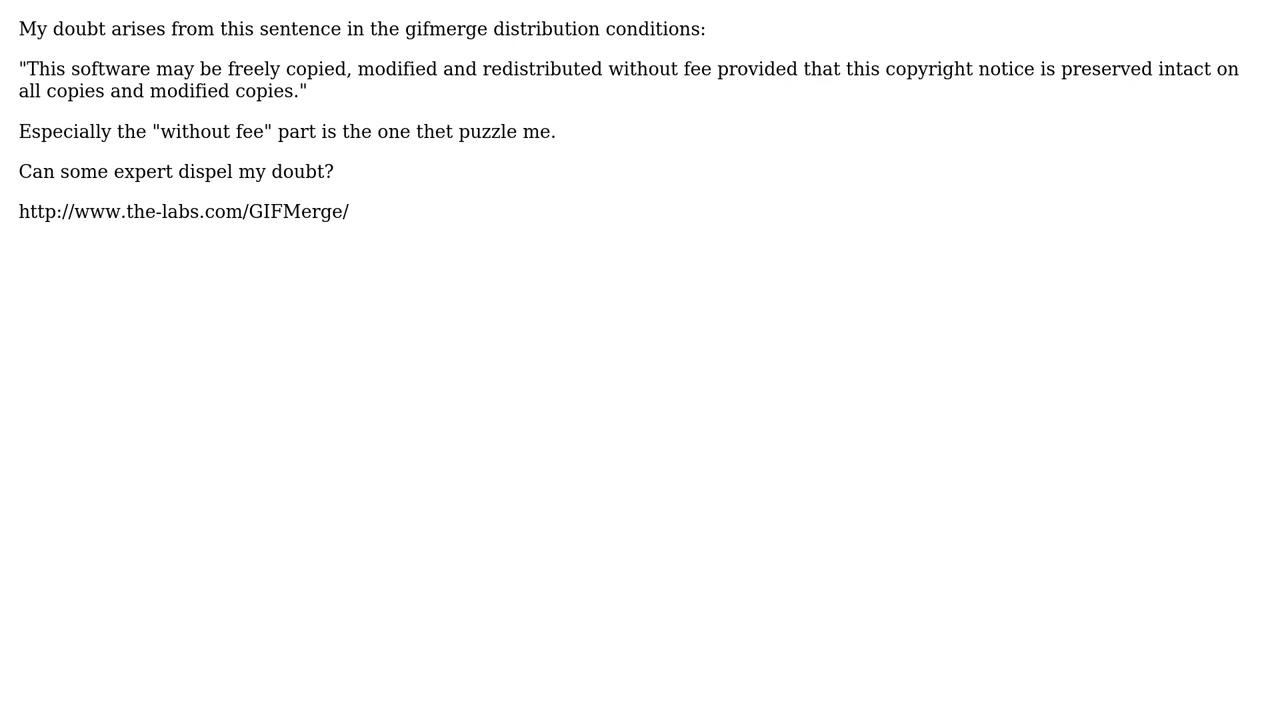 My doubt arises from this sentence in the gifmerge distribution conditions:
"This software may be freely copied, modified and redistributed without fee provided that this copyright notice is preserved intact on
all copies and modified copies."
Especially the "without fee" part is the one thet puzzle me.
Can some expert dispel my doubt?
http://www.the-labs.com/GIFMerge/